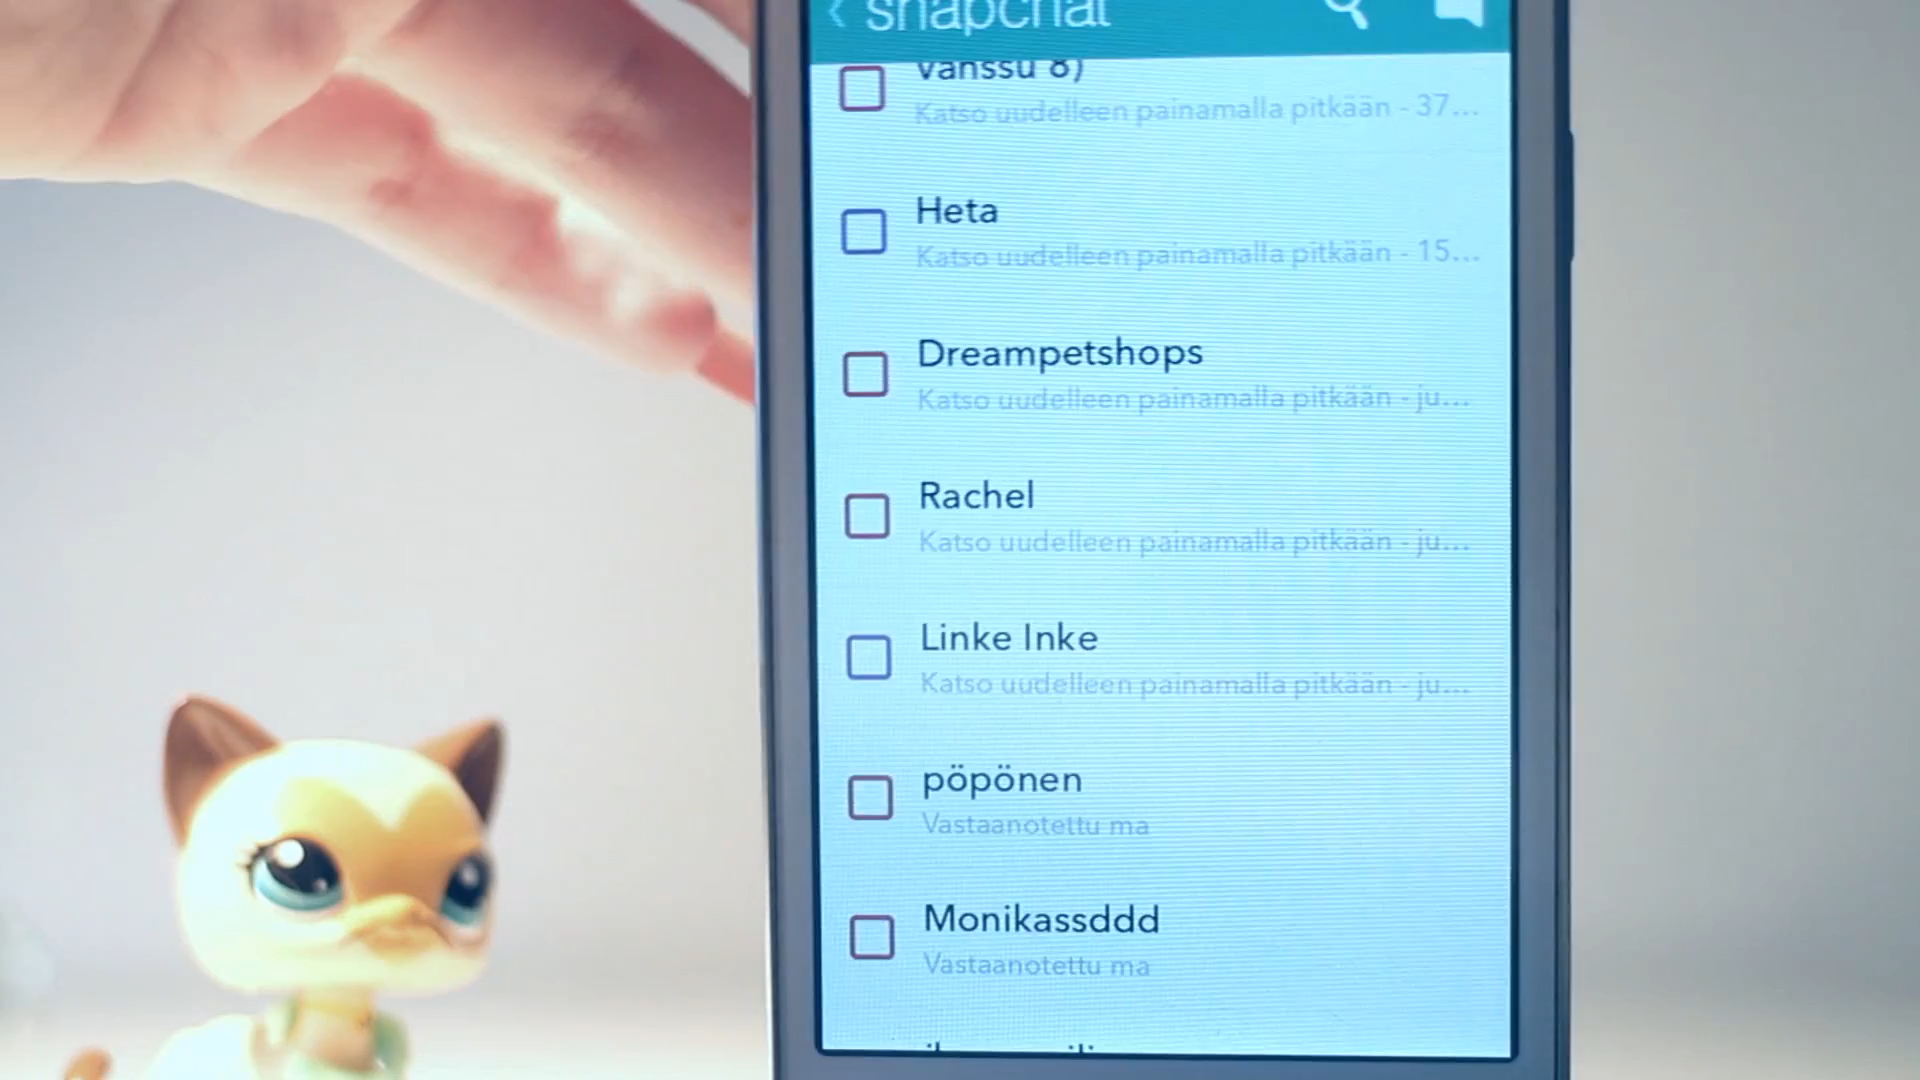 snapchat
Vanssu 8)
Katso uudelleen painamalla pitkään - 37...
Heta
Katso uudelleen painamalla pitkään - 15...
Dreampetshops
Katso uudelleen painamalla pitkään - ju...
Rachel
Katso uudelleen painamalla pitkään - ju...
Linke Inke
Katso uudelleen painamalla pitkään - ju...
pöpönen
Vastaanotettu ma
Monikassddd
Vastaanotettu ma